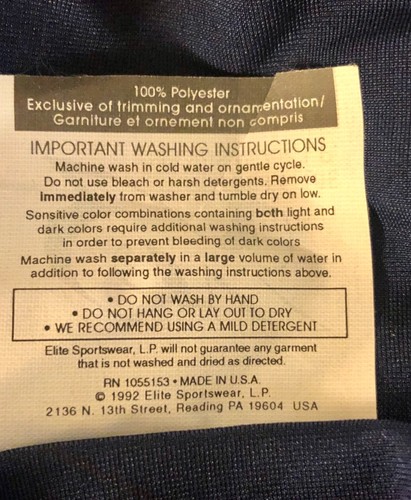 100% Polyester
Exclusive of trimming and ornamentation/
Garniture et ornement non compris
IMPORTANT WASHING INSTRUCTIONS
Machine wash in cold water on gentle cycle.
Do not use bleach or harsh detergents. Remove
Immediately from washer and tumble dry on low.
Sensitive color combinations containing both light and
dark colors require additional washing instructions
in order to prevent bleeding of dark colors
Machine wash separately in a large volume of water in
addition to following the washing instructions above.
• DO NOT WASH BY HAND
• DO NOT HANG OR LAY OUT TO DRY
• WE RECOMMEND USING A MILD DETERGENT
Elite Sportswear, L.P. will not guarantee any garment
that is not washed and dried as directed.
RN 1055153 • MADE IN U.S.A.
© 1992 Elite Sportswear, L.P.
2136 N. 13th Street, Reading PA 19604 USA